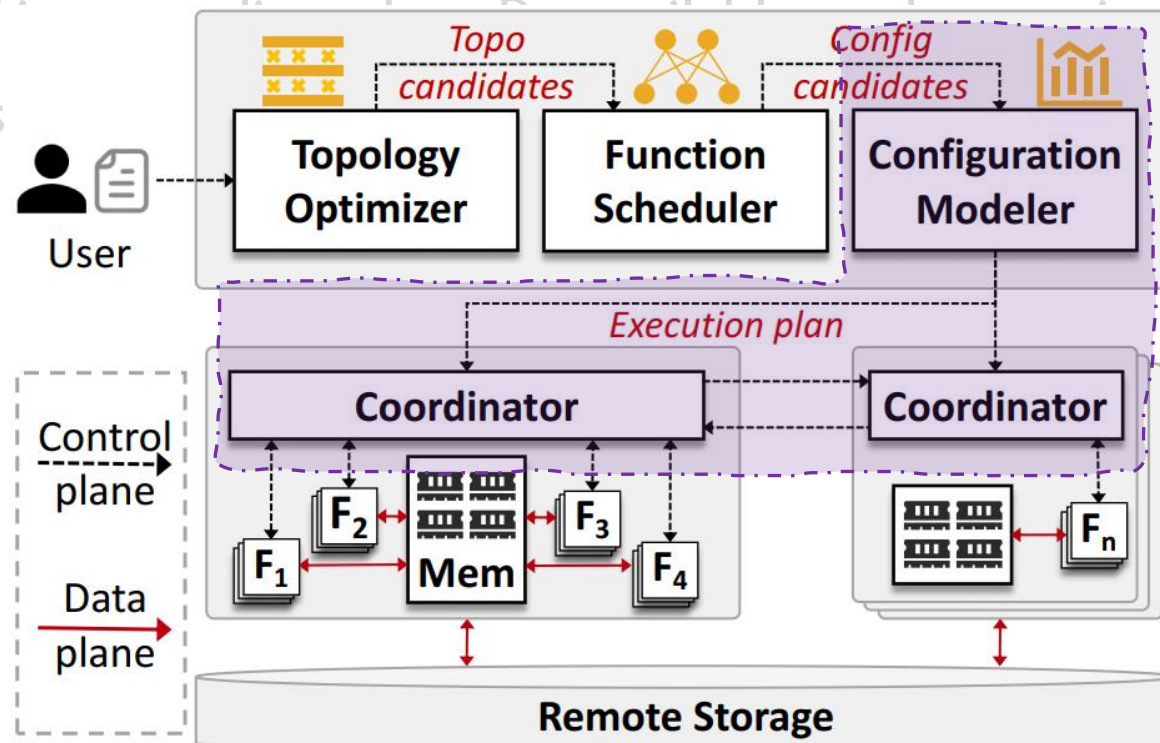 Topo
candidates
Config
candidates
Topology
Optimizer
Function
Scheduler
Configuration
Modeler
User
Execution plan
Control
plane
Data
plane
Coordinator
Coordinator
F1
F2
Mem
F3
F4
Fn
Remote Storage